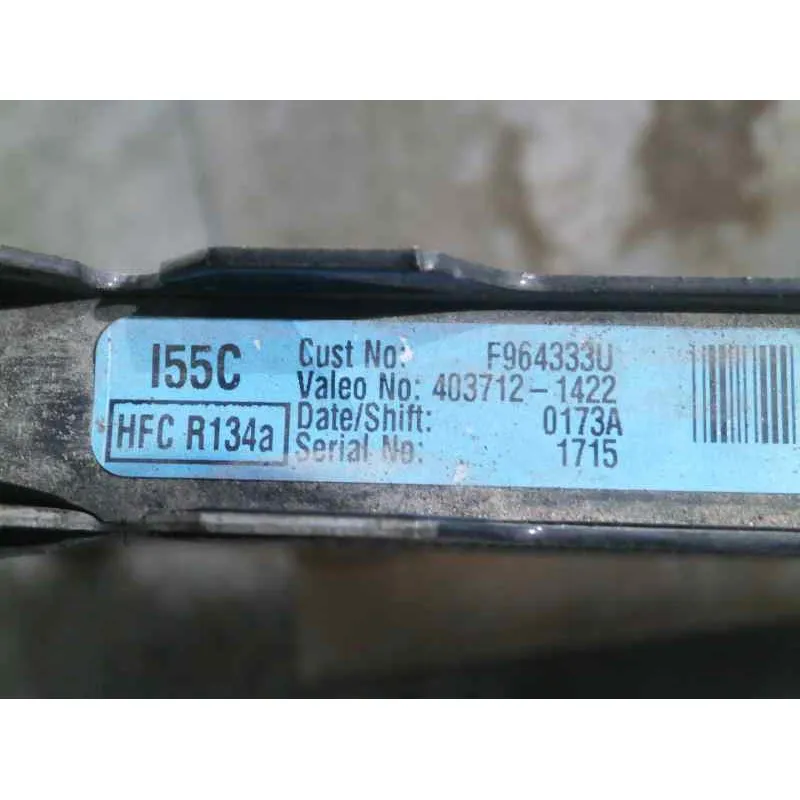 I55C
HFC R134a
Cust No: F964333U
Valeo No: 403712-1422
Date/Shift: 0173A
Serial No: 1715